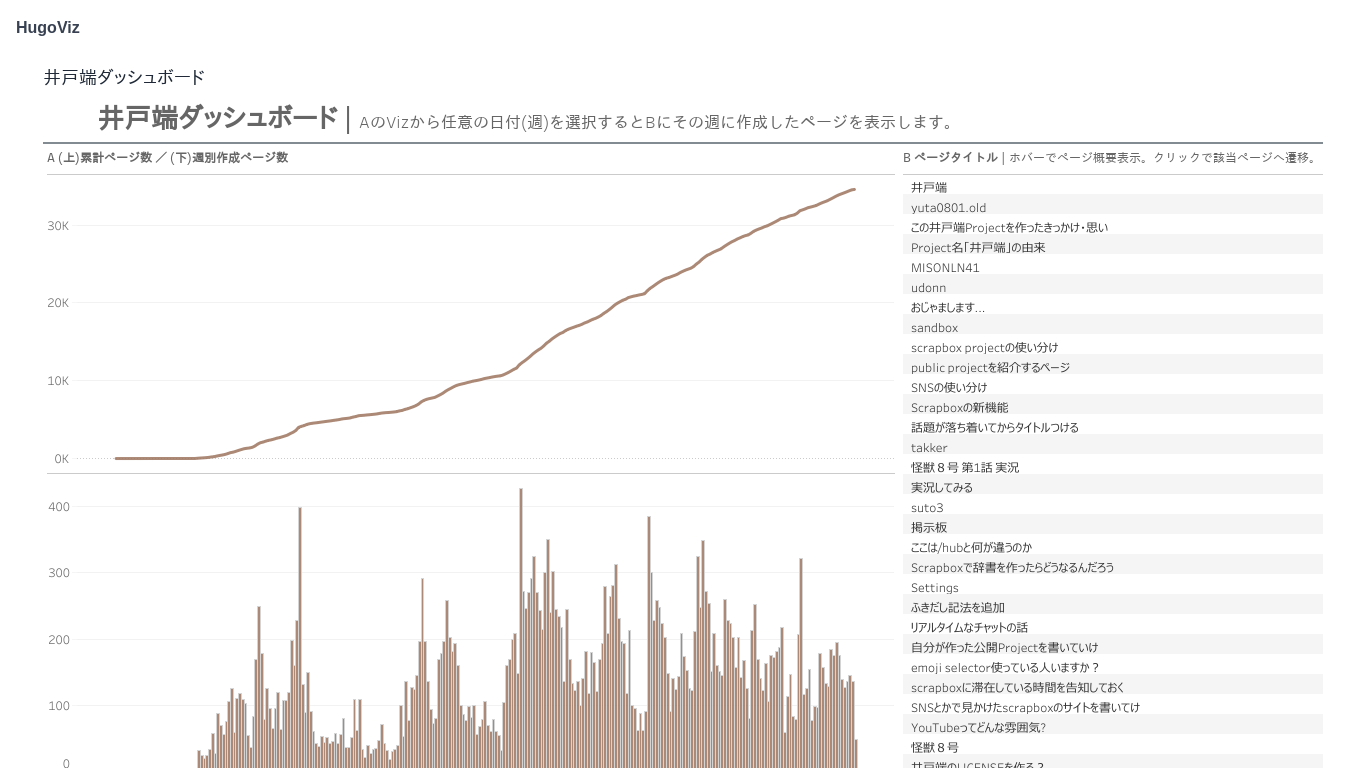 HugoViz
井戸端ダッシュボード
井戸端ダッシュボード | AのVizから任意の日付(週)を選択するとBにその週に作成したページを表示します。
A (上)累計ページ数 ／ (下)週別作成ページ数
30K
20K
10K
0K
400
300
200
100
0
B ページタイトル | ホバーでページ概要表示。クリックで該当ページへ遷移。
井戸端
yuta0801.old
この井戸端Projectを作ったきっかけ・思い
Project名「井戸端」の由来
MISONLN41
udonn
おじゃまします…
sandbox
scrapbox projectの使い分け
public projectを紹介するページ
SNSの使い分け
Scrapboxの新機能
話題が落ち着いてからタイトルつける
takker
怪獣８号 第1話 実況
実況してみる
suto3
掲示板
ここは/hubと何が違うのか
Scrapboxで辞書を作ったらどうなるんだろう
Settings
ふきだし記法を追加
リアルタイムなチャットの話
自分が作った公開Projectを書いていけ
emoji selector使っている人いますか？
scrapboxに滞在している時間を告知しておく
SNSとかで見かけたscrapboxのサイトを書いてけ
YouTubeってどんな雰囲気?
怪獣８号
井戸端のLICENSEを作る？